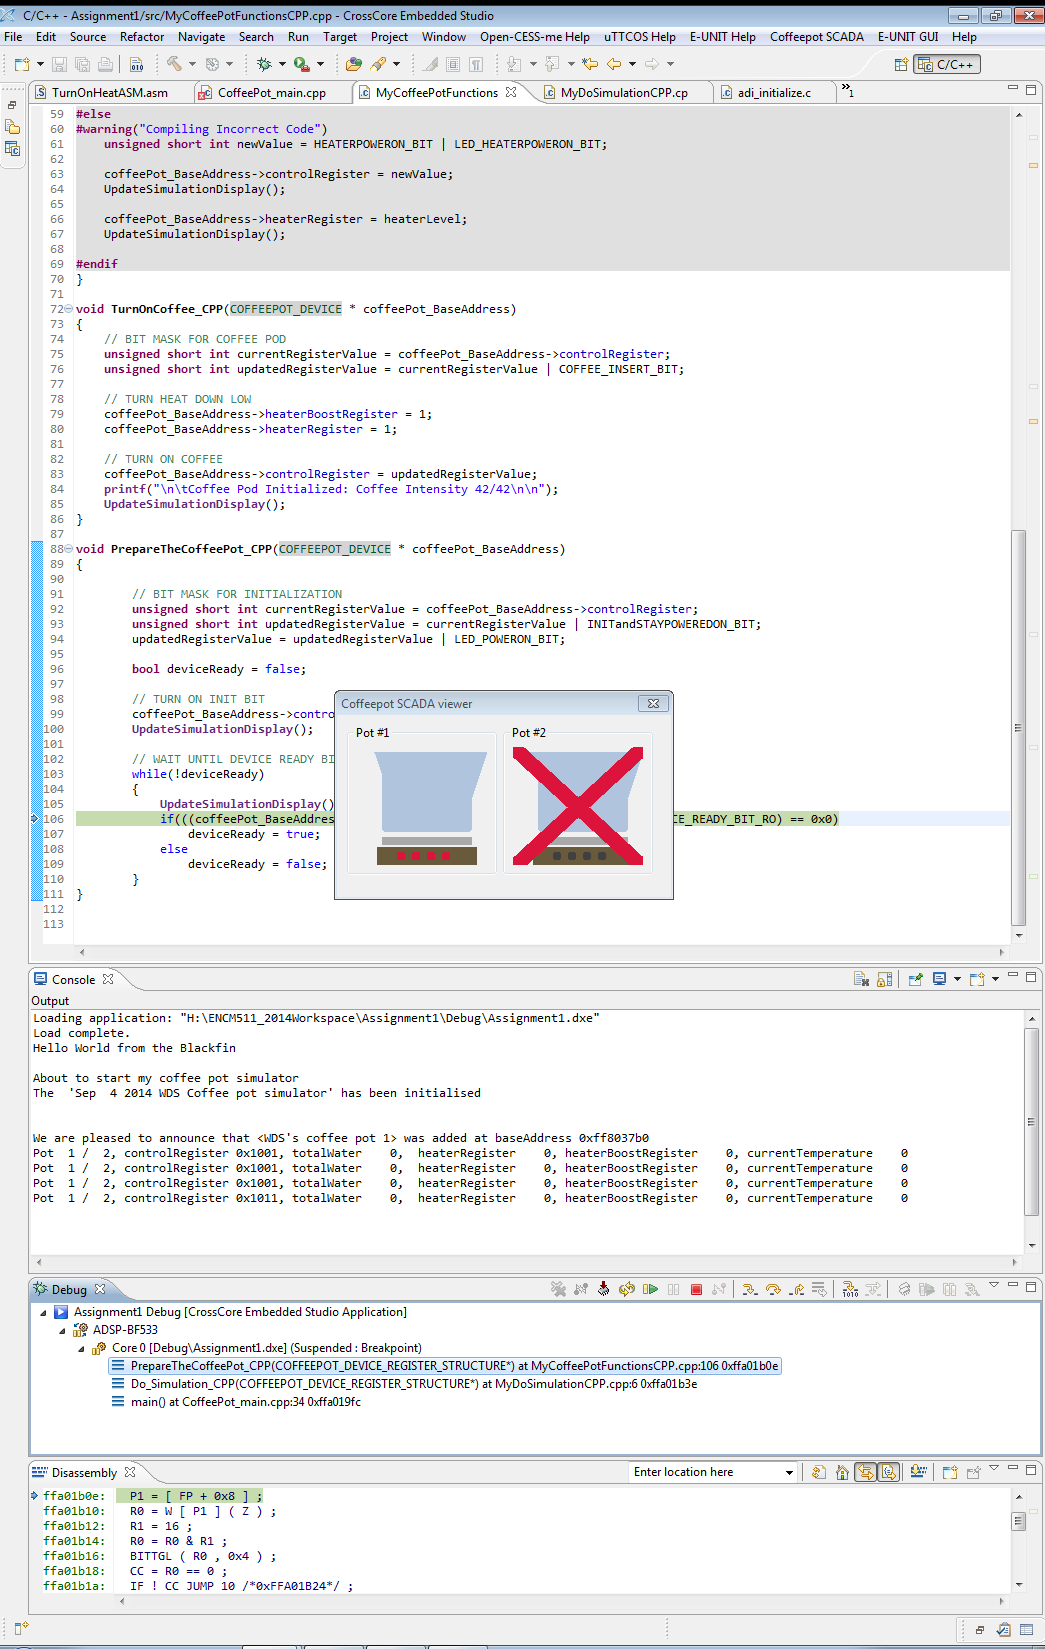 C/C++ - Assignment1/src/MyCoffeePotFunctionsCPP.cpp - CrossCore Embedded Studio
File Edit Source Refactor Navigate Search Run Target Project Window Open-CESS-me Help uTTCOS Help E-UNIT Help Coffeepot SCADA E-UNIT GUI Help
C/C++
TurnOnHeatASM.asm CoffeePot_main.cpp MyCoffeePotFunctions MyDoSimulationCPP.cp adi_initialize.c »1
59 #else
60 #warning("Compiling Incorrect Code")
61 unsigned short int newValue = HEATERPOWERON_BIT | LED_HEATERPOWERON_BIT;
62
63 coffeePot_BaseAddress->controlRegister = newValue;
64 UpdateSimulationDisplay();
65
66 coffeePot_BaseAddress->heaterRegister = heaterLevel;
67 UpdateSimulationDisplay();
68
69 #endif
70 }
71
72 void TurnOnCoffee_CPP(COFFEEPOT_DEVICE * coffeePot_BaseAddress)
73 {
74 // BIT MASK FOR COFFEE POD
75 unsigned short int currentRegisterValue = coffeePot_BaseAddress->controlRegister;
76 unsigned short int updatedRegisterValue = currentRegisterValue | COFFEE_INSERT_BIT;
77
78 // TURN HEAT DOWN LOW
79 coffeePot_BaseAddress->heaterBoostRegister = 1;
80 coffeePot_BaseAddress->heaterRegister = 1;
81
82 // TURN ON COFFEE
83 coffeePot_BaseAddress->controlRegister = updatedRegisterValue;
84 printf("\n\tCoffee Pod Initialized: Coffee Intensity 42/42\n\n");
85 UpdateSimulationDisplay();
86 }
87
88 void PrepareTheCoffeePot_CPP(COFFEEPOT_DEVICE * coffeePot_BaseAddress)
89 {
90
91 // BIT MASK FOR INITIALIZATION
92 unsigned short int currentRegisterValue = coffeePot_BaseAddress->controlRegister;
93 unsigned short int updatedRegisterValue = currentRegisterValue | INITandSTAYPOWEREDON_BIT;
94 updatedRegisterValue = updatedRegisterValue | LED_POWERON_BIT;
95
96 bool deviceReady = false;
97
98 // TURN ON INIT BIT
99 coffeePot_BaseAddress->contro
100 UpdateSimulationDisplay();
101
102 // WAIT UNTIL DEVICE READY BI
103 while(!deviceReady)
104 {
105 UpdateSimulationDisplay()
106 if(((coffeePot_BaseAddres CE_READY_BIT_RO) == 0x0)
107 deviceReady = true;
108 else
109 deviceReady = false;
110 }
111 }
112
113
Coffeepot SCADA viewer
Pot #1 Pot #2
Console
Output
Loading application: "H:\ENCM511_2014Workspace\Assignment1\Debug\Assignment1.dxe"
Load complete.
Hello World from the Blackfin
About to start my coffee pot simulator
The 'Sep 4 2014 WDS Coffee pot simulator' has been initialised
We are pleased to announce that <WDS's coffee pot 1> was added at baseAddress 0xff8037b0
Pot 1 / 2, controlRegister 0x1001, totalWater 0, heaterRegister 0, heaterBoostRegister 0, currentTemperature 0
Pot 1 / 2, controlRegister 0x1001, totalWater 0, heaterRegister 0, heaterBoostRegister 0, currentTemperature 0
Pot 1 / 2, controlRegister 0x1001, totalWater 0, heaterRegister 0, heaterBoostRegister 0, currentTemperature 0
Pot 1 / 2, controlRegister 0x1011, totalWater 0, heaterRegister 0, heaterBoostRegister 0, currentTemperature 0
Debug
Assignment1 Debug [CrossCore Embedded Studio Application]
ADSP-BF533
Core 0 [Debug\Assignment1.dxe] (Suspended : Breakpoint)
PrepareTheCoffeePot_CPP(COFFEEPOT_DEVICE_REGISTER_STRUCTURE*) at MyCoffeePotFunctionsCPP.cpp:106 0xffa01b0e
Do_Simulation_CPP(COFFEEPOT_DEVICE_REGISTER_STRUCTURE*) at MyDoSimulationCPP.cpp:6 0xffa01b3e
main() at CoffeePot_main.cpp:34 0xffa019fc
Disassembly Enter location here
ffa01b0e: P1 = [ FP + 0x8 ] ;
ffa01b10: R0 = W [ P1 ] ( Z ) ;
ffa01b12: R1 = 16 ;
ffa01b14: R0 = R0 & R1 ;
ffa01b16: BITTGL ( R0 , 0x4 ) ;
ffa01b18: CC = R0 == 0 ;
ffa01b1a: IF ! CC JUMP 10 /*0xFFA01B24*/ ;